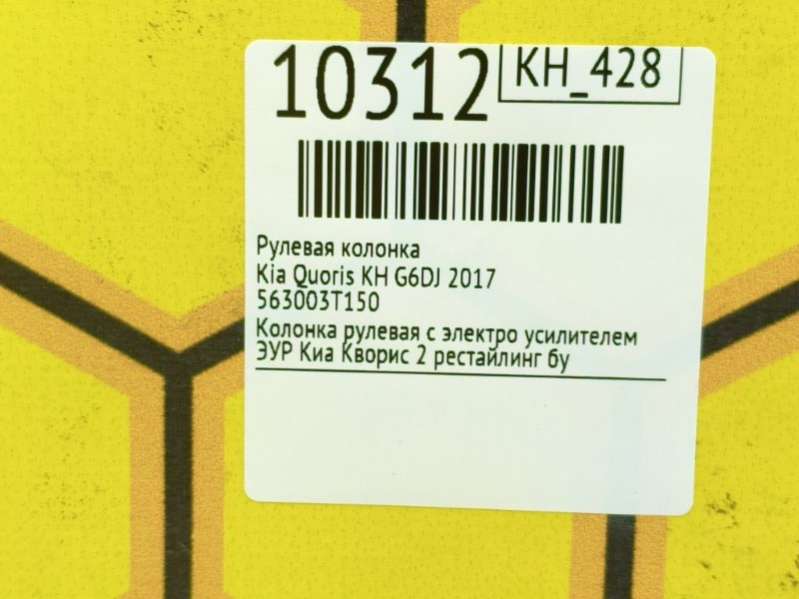 10312
KH_428
Рулевая колонка
Kia Quoris KH G6DJ 2017
563003T150
Колонка рулевая с электро усилителем
ЭУР Киа Кворис 2 рестайлинг бу